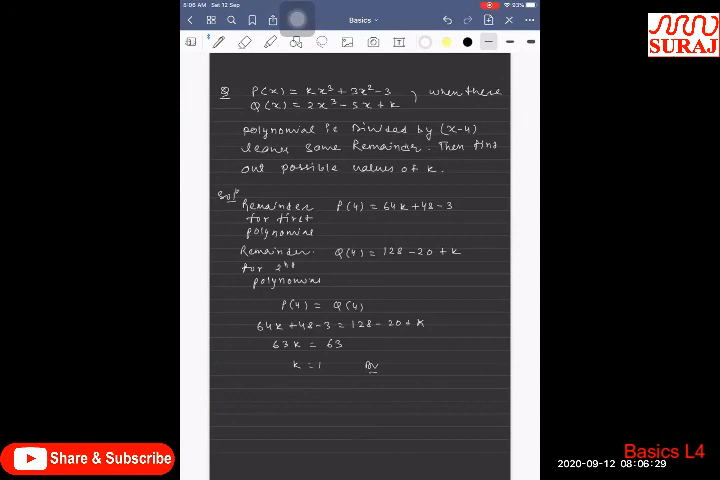 8:06 AM Sat 12 Sep
93%
Basics
SURAJ
Q P(x) = kx³ + 3x² - 3
Q(x) = 2x³ - 5x + k , when these
polynomial is Divided by (x-4)
leaves same Remainder. Then find
out possible values of k.
Solⁿ
Remainder P(4) = 64k + 48 - 3
for first
polynomial
Remainder. Q(4) = 128 - 20 + k
for 2nd
polynomial
P(4) = Q(4)
64k + 48 - 3 = 128 - 20 + k
63k = 63
k = 1
Share & Subscribe
Basics L4
2020-09-12 08:06:29